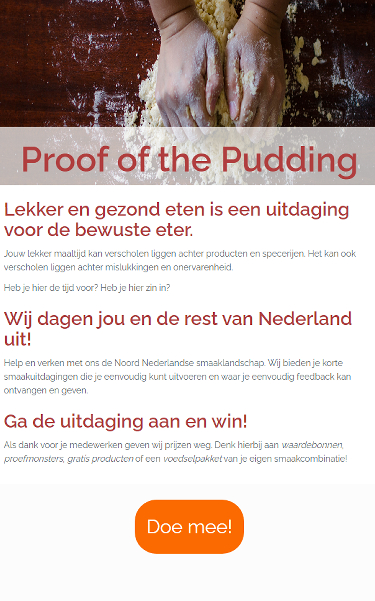 Proof of the Pudding
Lekker en gezond eten is een uitdaging
voor de bewuste eter.
Jouw lekker maaltijd kan verscholen liggen achter producten en specerijen. Het kan ook
verscholen liggen achter mislukkingen en onervarenheid.
Heb je hier de tijd voor? Heb je hier zin in?
Wij dagen jou en de rest van Nederland
uit!
Help en verken met ons de Noord Nederlandse smaaklandschap. Wij bieden je korte
smaakuitdagingen die je eenvoudig kunt uitvoeren en waar je eenvoudig feedback kan
ontvangen en geven.
Ga de uitdaging aan en win!
Als dank voor je medewerken geven wij prijzen weg. Denk hierbij aan waardebonnen,
proefmonsters, gratis producten of een voedselpakket van je eigen smaakcombinatie!
Doe mee!